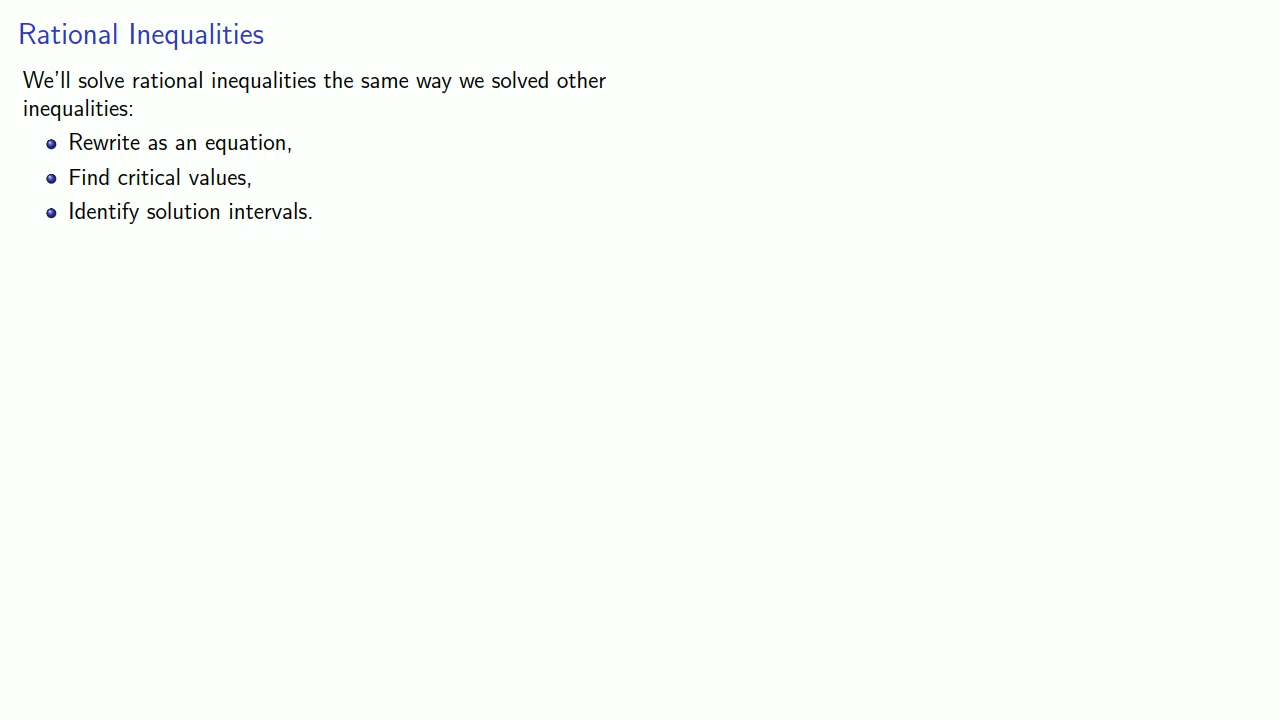 Rational Inequalities
We'll solve rational inequalities the same way we solved other
inequalities:
Rewrite as an equation,
Find critical values,
Identify solution intervals.